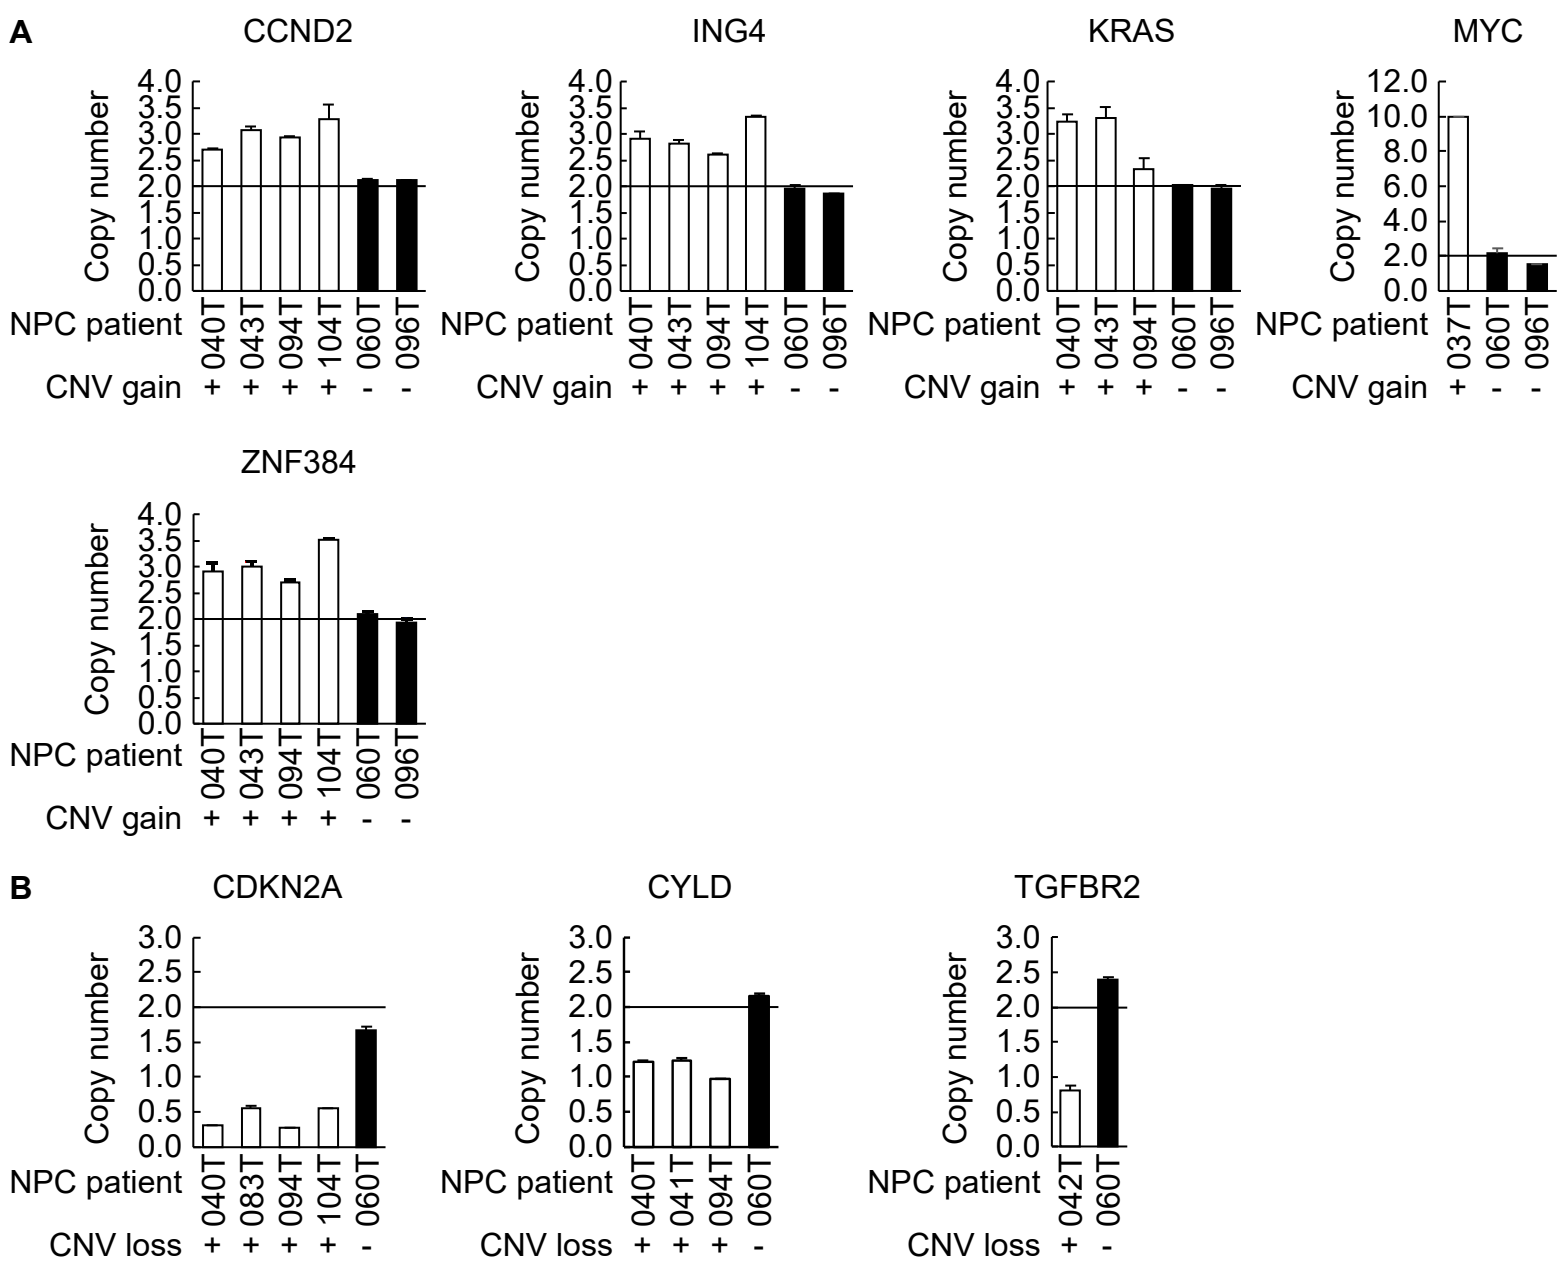 A
CCND2
Copy number
4.0
3.5
3.0
2.5
2.0
1.5
1.0
0.5
0.0
NPC patient 040T 043T 094T 104T 060T 096T
CNV gain + + + + - -
ING4
Copy number
4.0
3.5
3.0
2.5
2.0
1.5
1.0
0.5
0.0
NPC patient 040T 043T 094T 104T 060T 096T
CNV gain + + + + - -
KRAS
Copy number
4.0
3.5
3.0
2.5
2.0
1.5
1.0
0.5
0.0
NPC patient 040T 043T 094T 060T 096T
CNV gain + + + - -
MYC
Copy number
12.0
10.0
8.0
6.0
4.0
2.0
0.0
NPC patient 037T 060T 096T
CNV gain + - -
ZNF384
Copy number
4.0
3.5
3.0
2.5
2.0
1.5
1.0
0.5
0.0
NPC patient 040T 043T 094T 104T 060T 096T
CNV gain + + + + - -
B
CDKN2A
Copy number
3.0
2.5
2.0
1.5
1.0
0.5
0.0
NPC patient 040T 083T 094T 104T 060T
CNV loss + + + + -
CYLD
Copy number
3.0
2.5
2.0
1.5
1.0
0.5
0.0
NPC patient 040T 041T 094T 060T
CNV loss + + + -
TGFBR2
Copy number
3.0
2.5
2.0
1.5
1.0
0.5
0.0
NPC patient 042T 060T
CNV loss + -